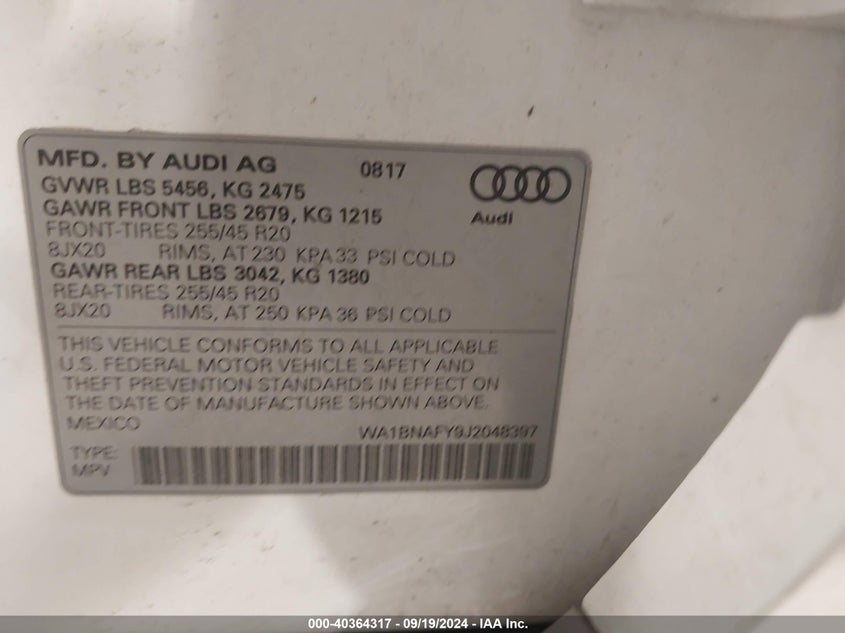 MFD. BY AUDI AG 0817
GVWR LBS 5456, KG 2475
GAWR FRONT LBS 2679, KG 1215
Audi
FRONT-TIRES 255/45 R20
8JX20 RIMS, AT 230 KPA 33 PSI COLD
GAWR REAR LBS 3042, KG 1380
REAR-TIRES 255/45 R20
8JX20 RIMS, AT 250 KPA 36 PSI COLD
THIS VEHICLE CONFORMS TO ALL APPLICABLE
U.S. FEDERAL MOTOR VEHICLE SAFETY AND
THEFT PREVENTION STANDARDS IN EFFECT ON
THE DATE OF MANUFACTURE SHOWN ABOVE.
MEXICO WA1BNAFY9J2048397
TYPE:
MPV
000-40364317 - 09/19/2024 - IAA Inc.